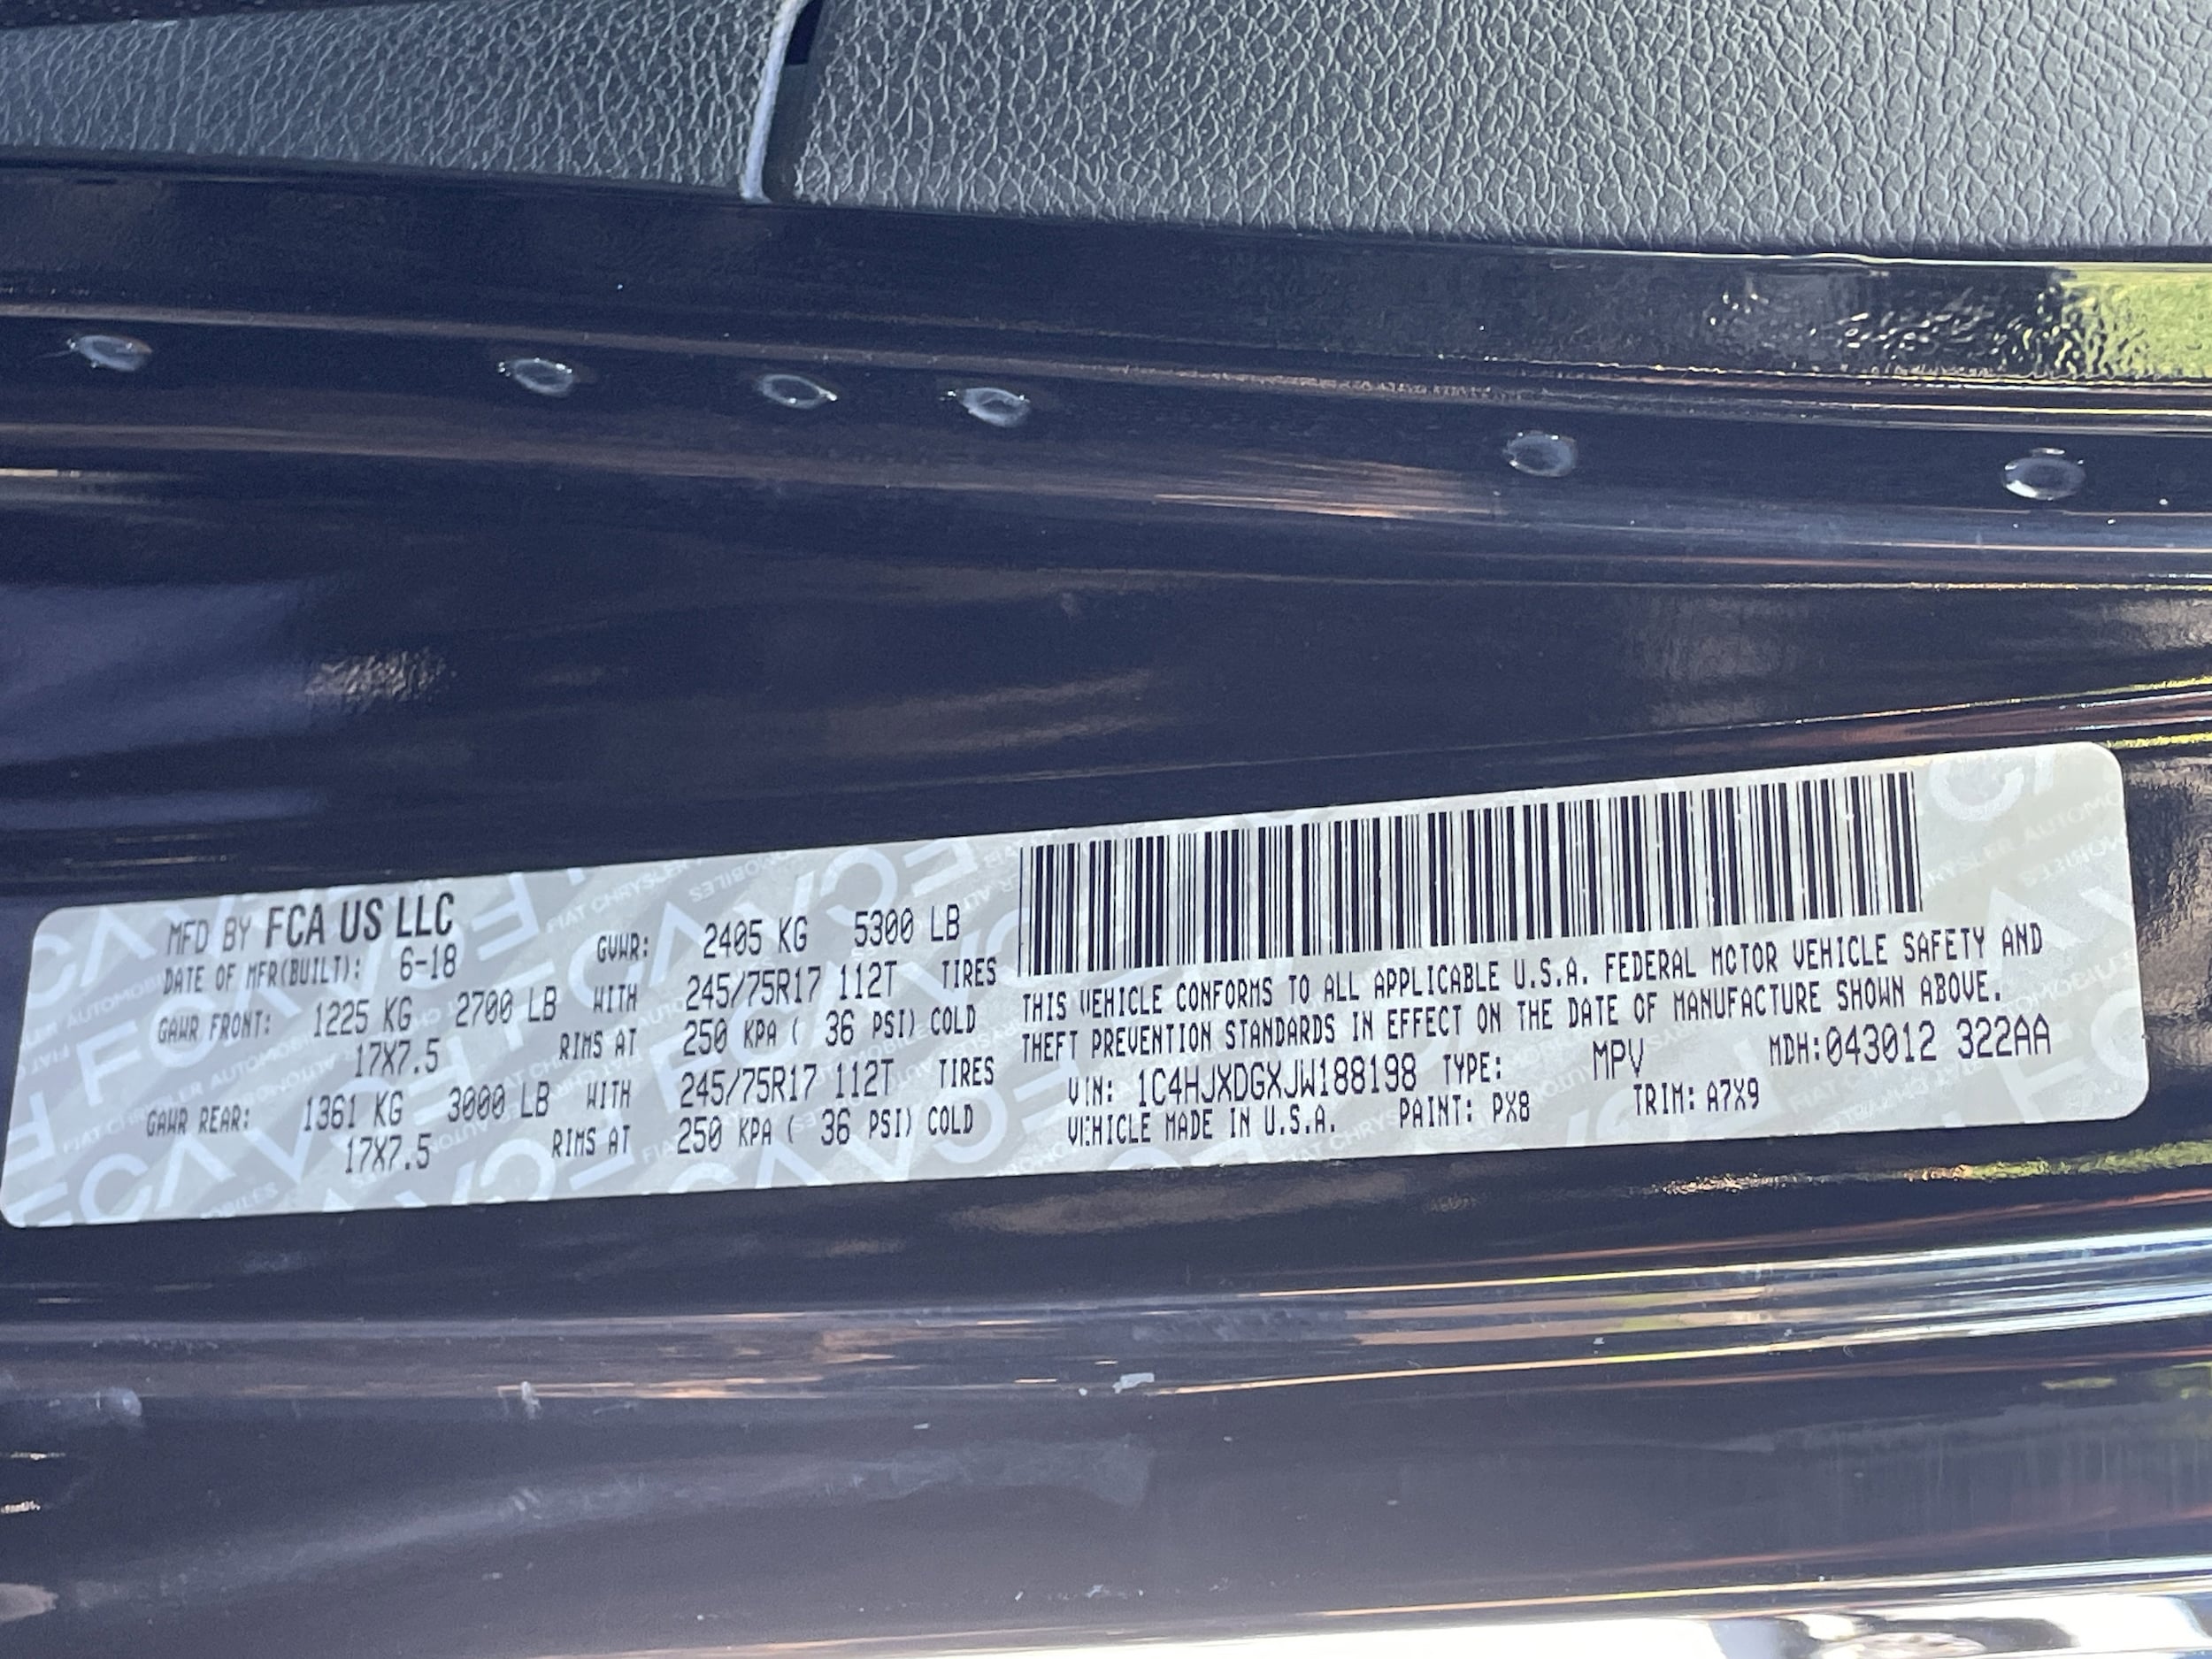 MFD BY FCA US LLC
DATE OF MFR(BUILT): 6-18 GVWR: 2405 KG 5300 LB
GAWR FRONT: 1225 KG 2700 LB WITH 245/75R17 112T TIRES
17X7.5 RIMS AT 250 KPA ( 36 PSI) COLD
GAWR REAR: 1361 KG 3000 LB WITH 245/75R17 112T TIRES
17X7.5 RIMS AT 250 KPA ( 36 PSI) COLD
THIS VEHICLE CONFORMS TO ALL APPLICABLE U.S.A. FEDERAL MOTOR VEHICLE SAFETY AND
THEFT PREVENTION STANDARDS IN EFFECT ON THE DATE OF MANUFACTURE SHOWN ABOVE.
VIN: 1C4HJXDGXJW188198 TYPE: MPV MDH:043012 322AA
VEHICLE MADE IN U.S.A. PAINT: PX8 TRIM: A7X9